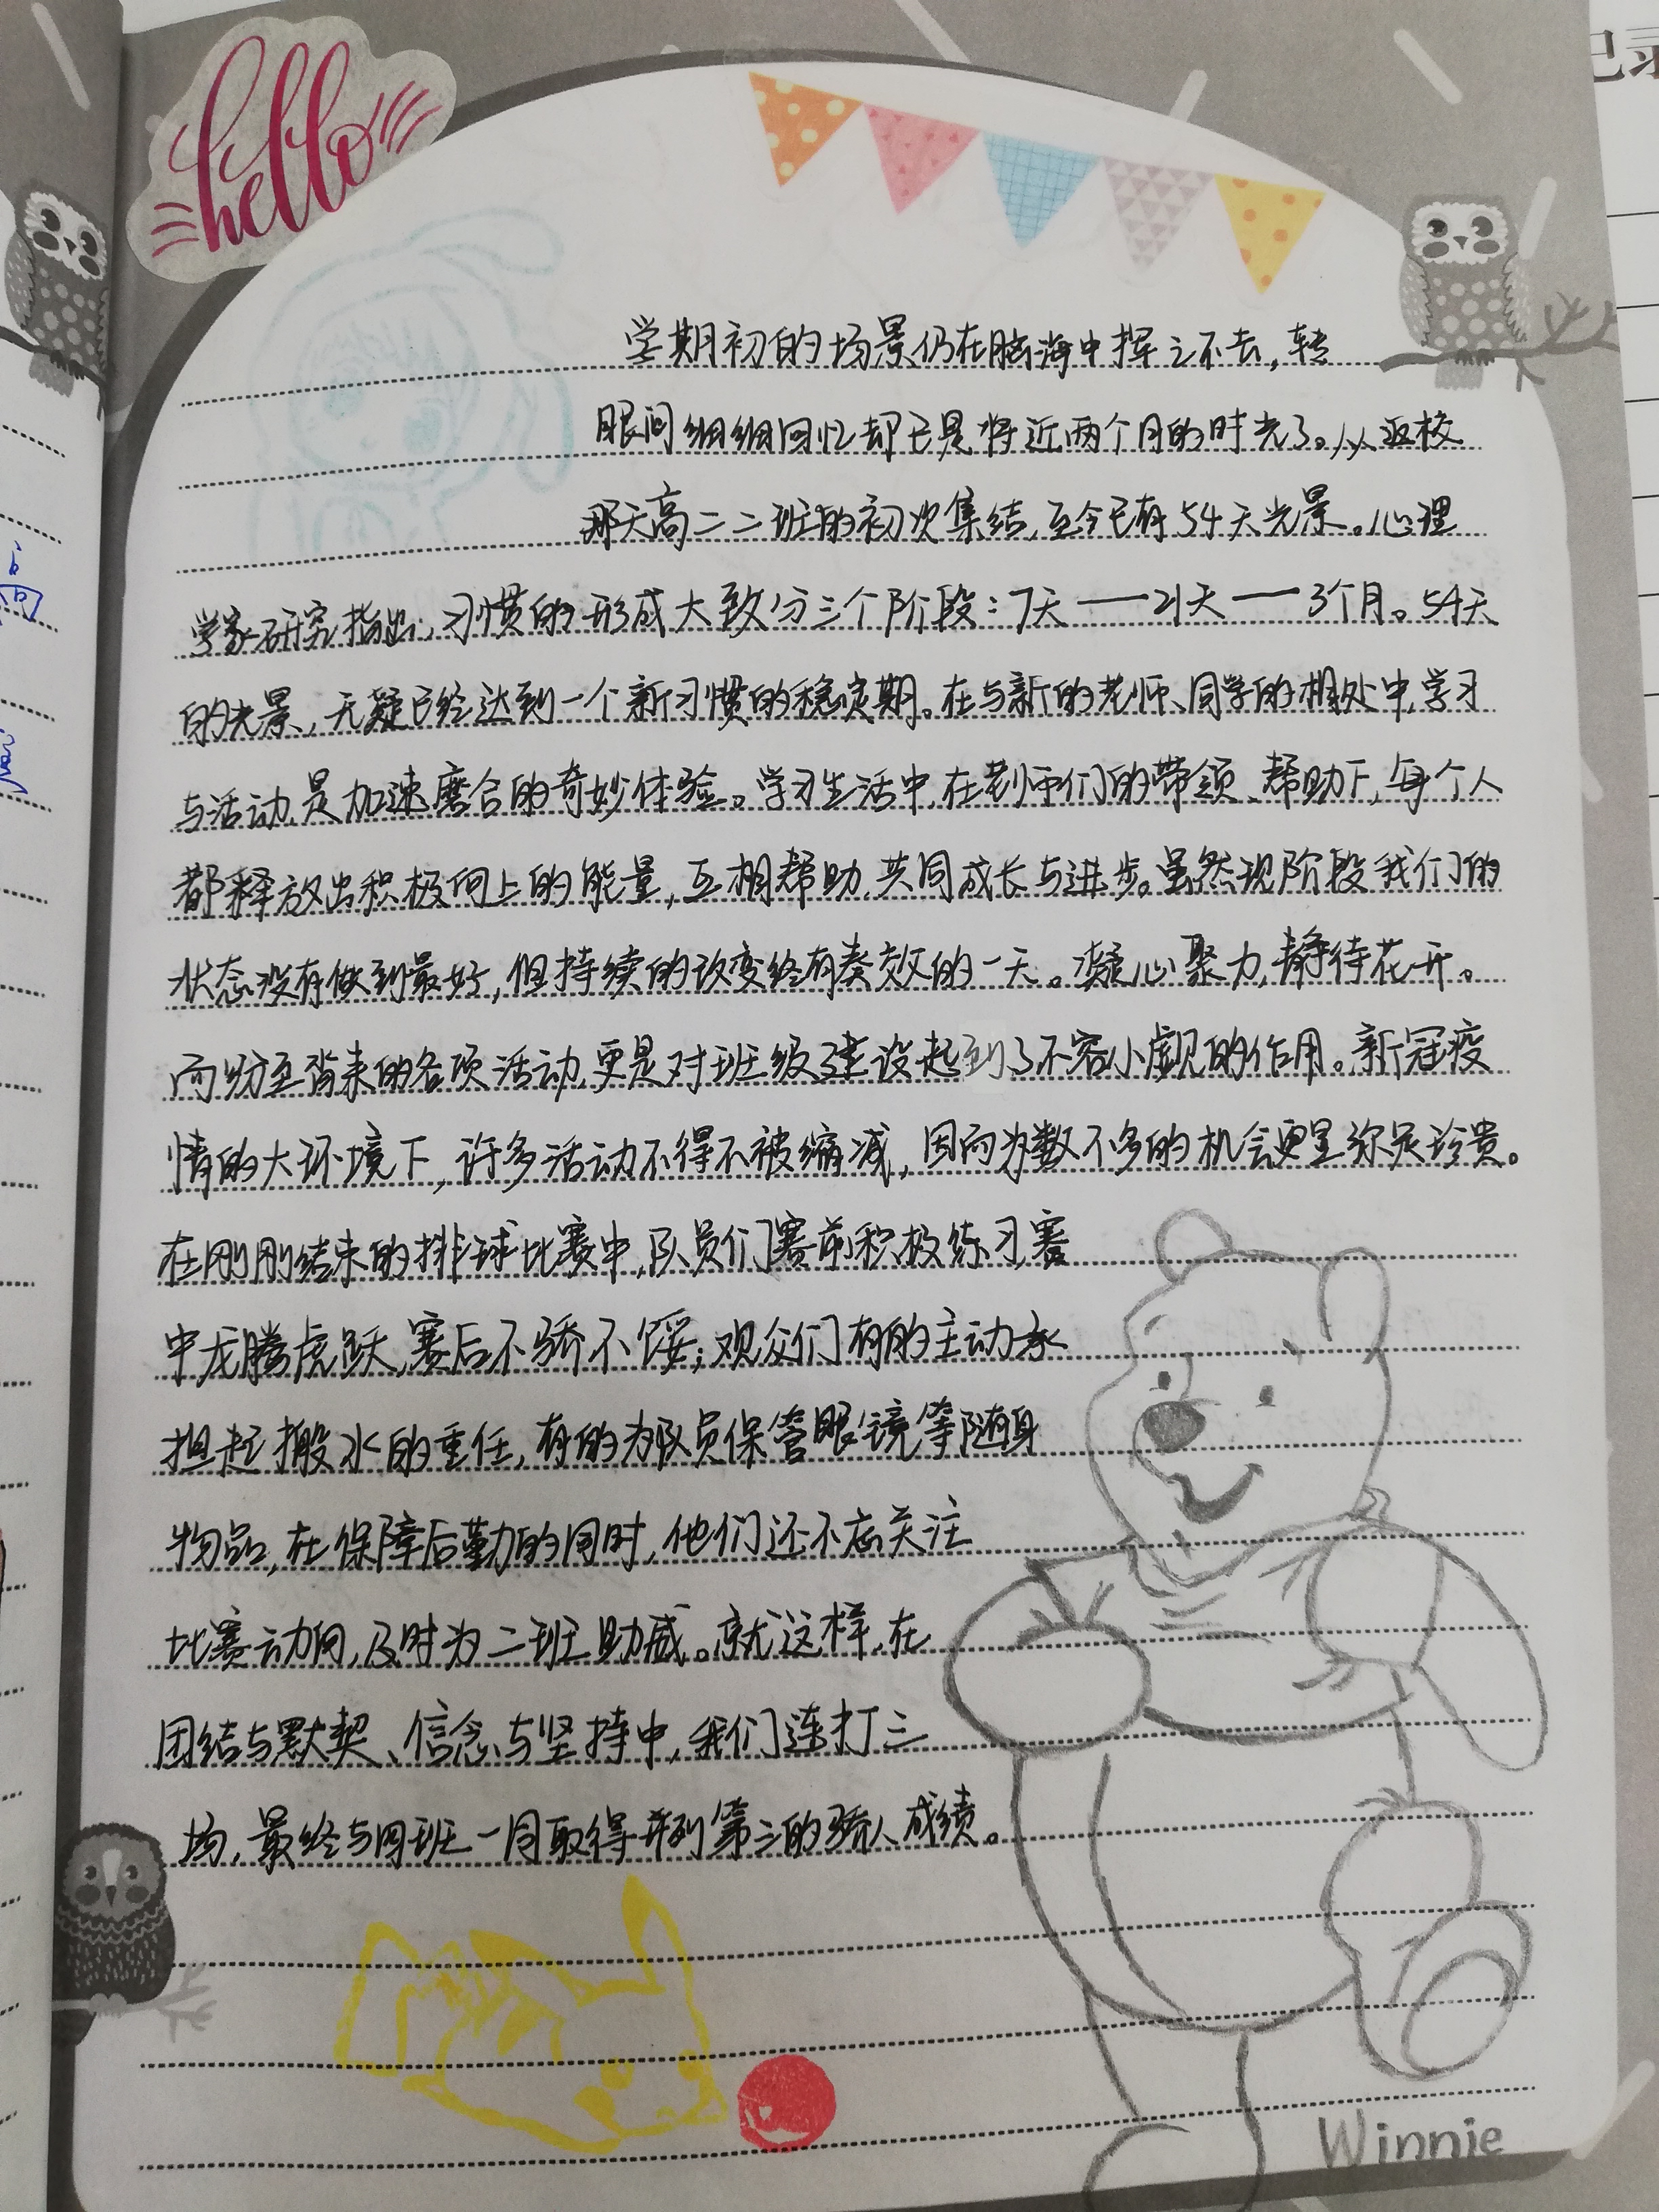 hello
记录
学期初的场景仍在脑海中挥之不去，转
眼间细细回忆却已是将近两个月的时光了。从返校
那天高二二班的初次集结，至今已有54天光景。心理
学家研究指出，习惯的形成大致分三个阶段：7天——21天——3个月。54天
的光景，无疑已经达到一个新习惯的稳定期。在与新的老师、同学的相处中，学习
与活动，是加速磨合的奇妙体验。学习生活中，在老师们的带领、帮助下，每个人
都释放出积极向上的能量，互相帮助，共同成长与进步。虽然现阶段我们的
状态没有做到最好，但持续的改变终有奏效的一天。凝心聚力，静待花开。
而纷至沓来的各项活动，更是对班级建设起到了不容小觑的作用。新冠疫
情的大环境下，许多活动不得不被缩减，因而为数不多的机会更显弥足珍贵。
在刚刚结束的排球比赛中，队员们赛前积极练习，赛
中龙腾虎跃，赛后不骄不馁；观众们有的主动承
担起搬水的重任，有的为队员保管眼镜等随身
物品，在保障后勤的同时，他们还不忘关注
比赛动向，及时为二班助威。就这样，在
团结与默契、信念与坚持中，我们连打三
场，最终与四班一同取得并列第三的骄人成绩。
Winnie